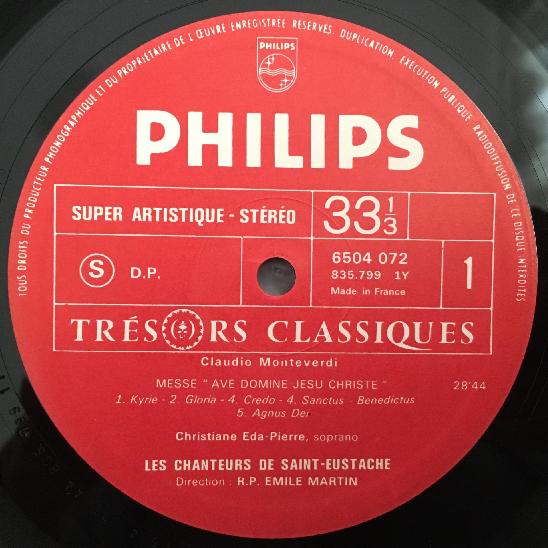 TOUS DROITS DU PRODUCTEUR PHONOGRAPHIQUE ET DU PROPRIETAIRE DE L'ŒUVRE ENREGISTRÉE RÉSERVÉS. DUPLICATION, EXÉCUTION PUBLIQUE, RADIODIFFUSION DE CE DISQUE INTERDITES
PHILIPS
PHILIPS
SUPER ARTISTIQUE - STÉRÉO
33 1/3
S D.P.
6504 072
835.799 1Y
Made in France
1
TRÉSORS CLASSIQUES
Claudio Monteverdi
MESSE " AVE DOMINE JESU CHRISTE " 28'44
1. Kyrie - 2. Gloria - 4. Credo - 4. Sanctus - Benedictus
5. Agnus Dei
Christiane Eda-Pierre, soprano
LES CHANTEURS DE SAINT-EUSTACHE
Direction : R.P. EMILE MARTIN